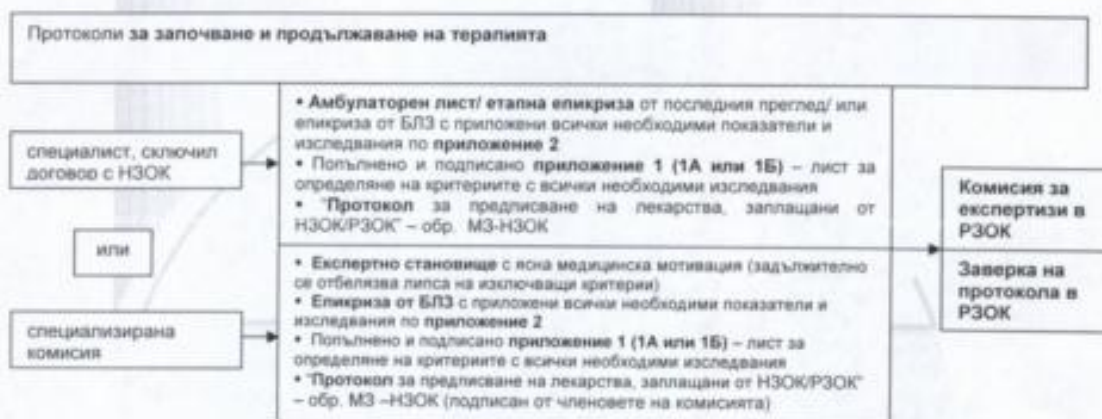 Протоколи за започване и продължаване на терапията
специалист, сключил
договор с НЗОК
или
специализирана
комисия
• Амбулаторен лист/ етапна епикриза от последния преглед/ или
епикриза от БЛЗ с приложени всички необходими показатели и
изследвания по приложение 2
• Попълнено и подписано приложение 1 (1А или 1Б) – лист за
определяне на критериите с всички необходими изследвания
• "Протокол за предписване на лекарства, заплащани от
НЗОК/РЗОК" – обр. МЗ-НЗОК
• Експертно становище с ясна медицинска мотивация (задължително
се отбелязва липса на изключващи критерии)
• Епикриза от БЛЗ с приложени всички необходими показатели и
изследвания по приложение 2
• Попълнено и подписано приложение 1 (1А или 1Б) – лист за
определяне на критериите с всички необходими изследвания
• "Протокол за предписване на лекарства, заплащани от НЗОК/РЗОК"
– обр. МЗ –НЗОК (подписан от членовете на комисията)
Комисия за
експертизи в
РЗОК
Заверка на
протокола в
РЗОК